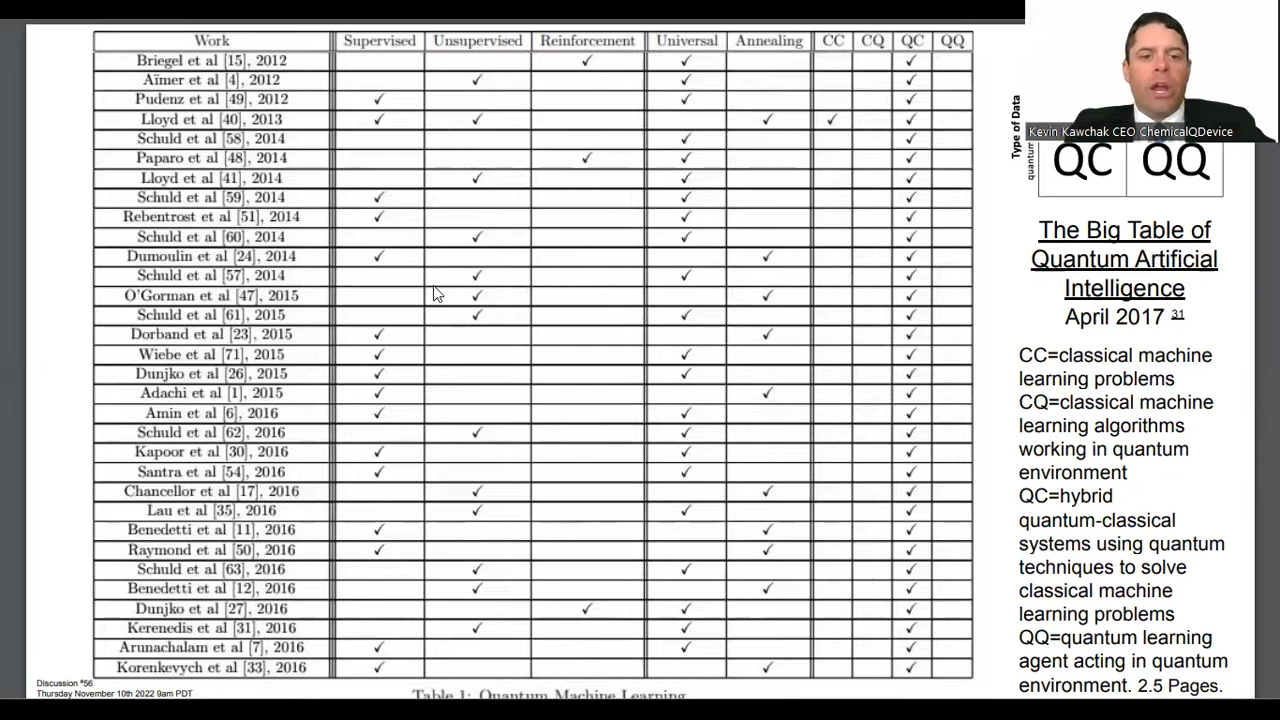 Work Supervised Unsupervised Reinforcement Universal Annealing CC CQ QC QQ
Briegel et al [15], 2012 ✓ ✓ ✓
Aïmer et al [4], 2012 ✓ ✓ ✓
Pudenz et al [49], 2012 ✓ ✓ ✓
Lloyd et al [40], 2013 ✓ ✓ ✓ ✓ ✓
Schuld et al [58], 2014 ✓ ✓
Paparo et al [48], 2014 ✓ ✓ ✓
Lloyd et al [41], 2014 ✓ ✓ ✓
Schuld et al [59], 2014 ✓ ✓ ✓
Rebentrost et al [51], 2014 ✓ ✓ ✓
Schuld et al [60], 2014 ✓ ✓ ✓
Dumoulin et al [24], 2014 ✓ ✓ ✓
Schuld et al [57], 2014 ✓ ✓ ✓
O'Gorman et al [47], 2015 ✓ ✓ ✓
Schuld et al [61], 2015 ✓ ✓ ✓
Dorband et al [23], 2015 ✓ ✓ ✓
Wiebe et al [71], 2015 ✓ ✓ ✓
Dunjko et al [26], 2015 ✓ ✓ ✓
Adachi et al [1], 2015 ✓ ✓ ✓
Amin et al [6], 2016 ✓ ✓ ✓
Schuld et al [62], 2016 ✓ ✓ ✓
Kapoor et al [30], 2016 ✓ ✓ ✓
Santra et al [54], 2016 ✓ ✓ ✓
Chancellor et al [17], 2016 ✓ ✓ ✓
Lau et al [35], 2016 ✓ ✓ ✓
Benedetti et al [11], 2016 ✓ ✓ ✓
Raymond et al [50], 2016 ✓ ✓ ✓
Schuld et al [63], 2016 ✓ ✓ ✓
Benedetti et al [12], 2016 ✓ ✓ ✓
Dunjko et al [27], 2016 ✓ ✓ ✓
Kerenedis et al [31], 2016 ✓ ✓ ✓
Arunachalam et al [7], 2016 ✓ ✓ ✓
Korenkevych et al [33], 2016 ✓ ✓ ✓
Table 1: Quantum Machine Learning
Discussion #56
Thursday November 10th 2022 9am PDT
Kevin Kawchak CEO ChemicalQDevice
Type of Data
quantum
QC QQ
The Big Table of
Quantum Artificial
Intelligence
April 2017 31
CC=classical machine
learning problems
CQ=classical machine
learning algorithms
working in quantum
environment
QC=hybrid
quantum-classical
systems using quantum
techniques to solve
classical machine
learning problems
QQ=quantum learning
agent acting in quantum
environment. 2.5 Pages.